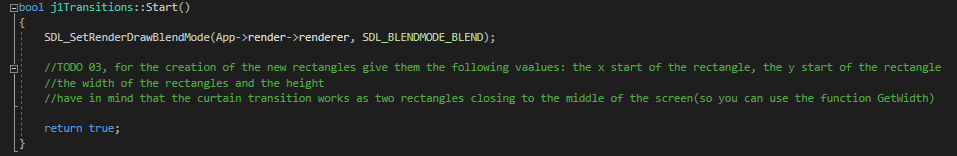 bool j1Transitions::Start()
{
SDL_SetRenderDrawBlendMode(App->render->renderer, SDL_BLENDMODE_BLEND);
//TODO 03, for the creation of the new rectangles give them the following vaalues: the x start of the rectangle, the y start of the rectangle
//the width of the rectangles and the height
//have in mind that the curtain transition works as two rectangles closing to the middle of the screen(so you can use the function GetWidth)
return true;
}